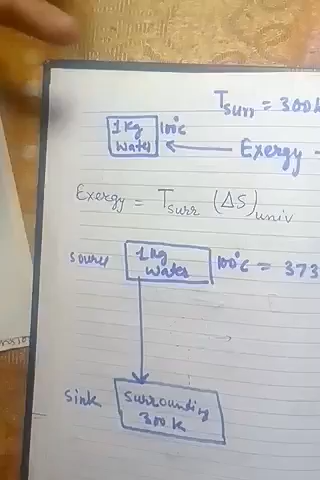 Tsurr = 300k
1 kg 100°C
water
Exergy
Exergy = Tsurr (ΔS)univ
source
1 kg
water
100°C = 373
sink
surrounding
300 K